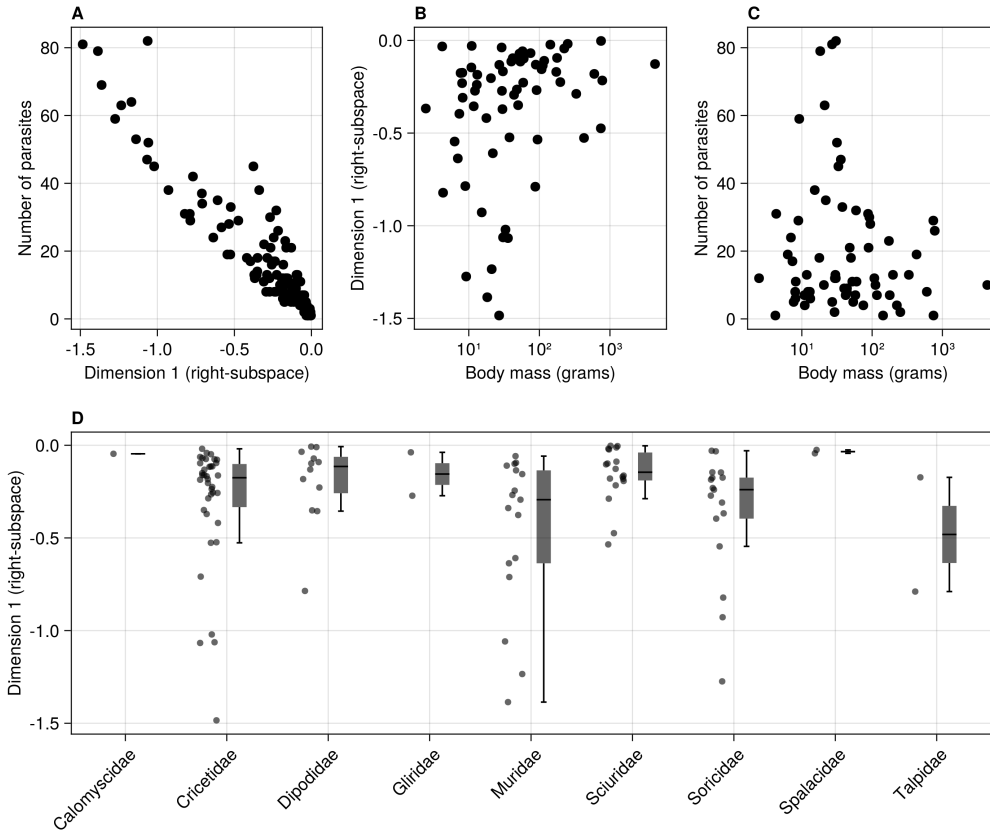 A
B
C
Number of parasites
80
60
40
20
0
-1.5
-1.0
-0.5
0.0
Dimension 1 (right-subspace)
Dimension 1 (right-subspace)
0.0
-0.5
-1.0
-1.5
10¹
10²
10³
Body mass (grams)
Number of parasites
80
60
40
20
0
10¹
10²
10³
Body mass (grams)
D
Dimension 1 (right-subspace)
0.0
-0.5
-1.0
-1.5
Calomyscidae
Cricetidae
Dipodidae
Gliridae
Muridae
Sciuridae
Soricidae
Spalacidae
Talpidae